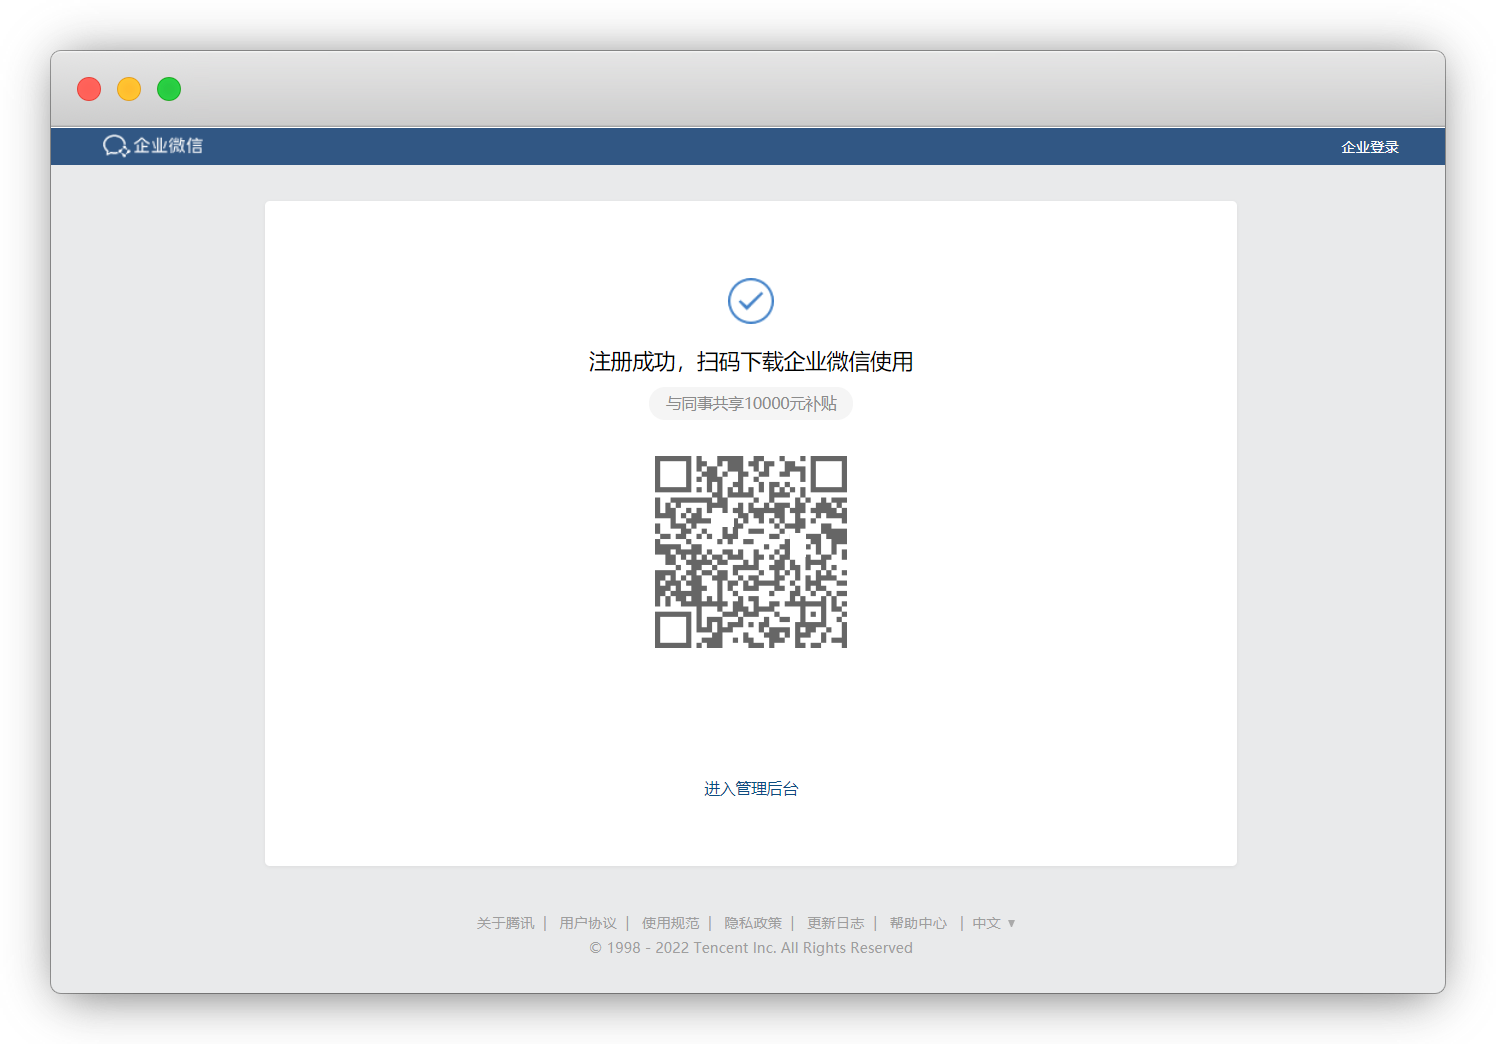 企业微信
企业登录
注册成功，扫码下载企业微信使用
与同事共享10000元补贴
进入管理后台
关于腾讯 | 用户协议 | 使用规范 | 隐私政策 | 更新日志 | 帮助中心 | 中文 ▼
© 1998 - 2022 Tencent Inc. All Rights Reserved